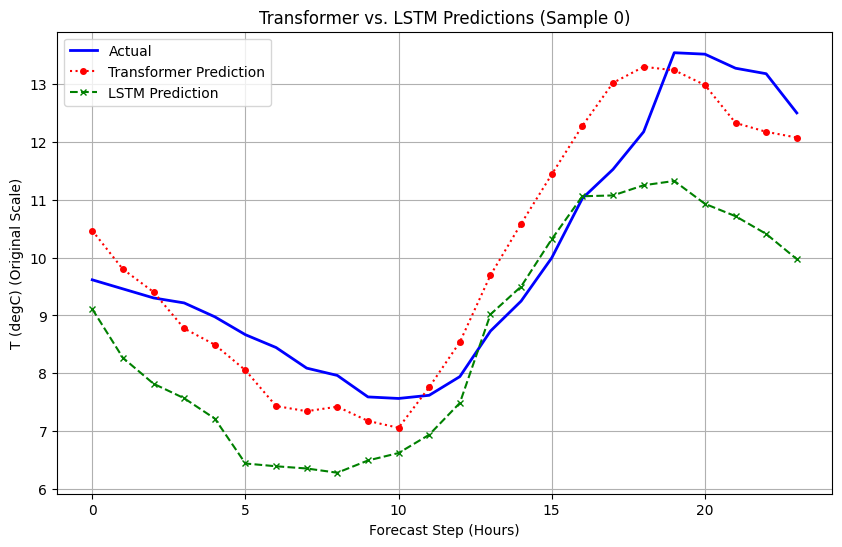 Transformer vs. LSTM Predictions (Sample 0)
Actual
Transformer Prediction
LSTM Prediction
T (degC) (Original Scale)
13
12
11
10
9
8
7
6
0 5 10 15 20
Forecast Step (Hours)